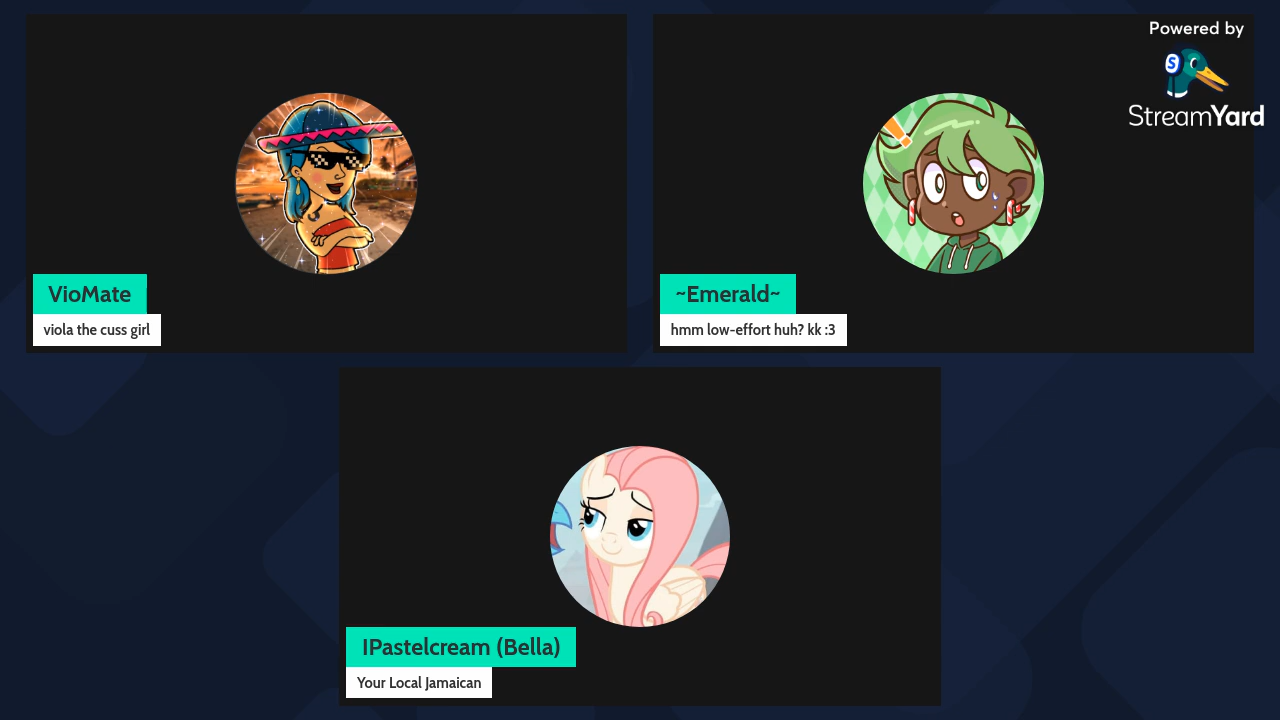 Powered by
S
StreamYard
VioMate
viola the cuss girl
~Emerald~
hmm low-effort huh? kk :3
IPastelcream (Bella)
Your Local Jamaican